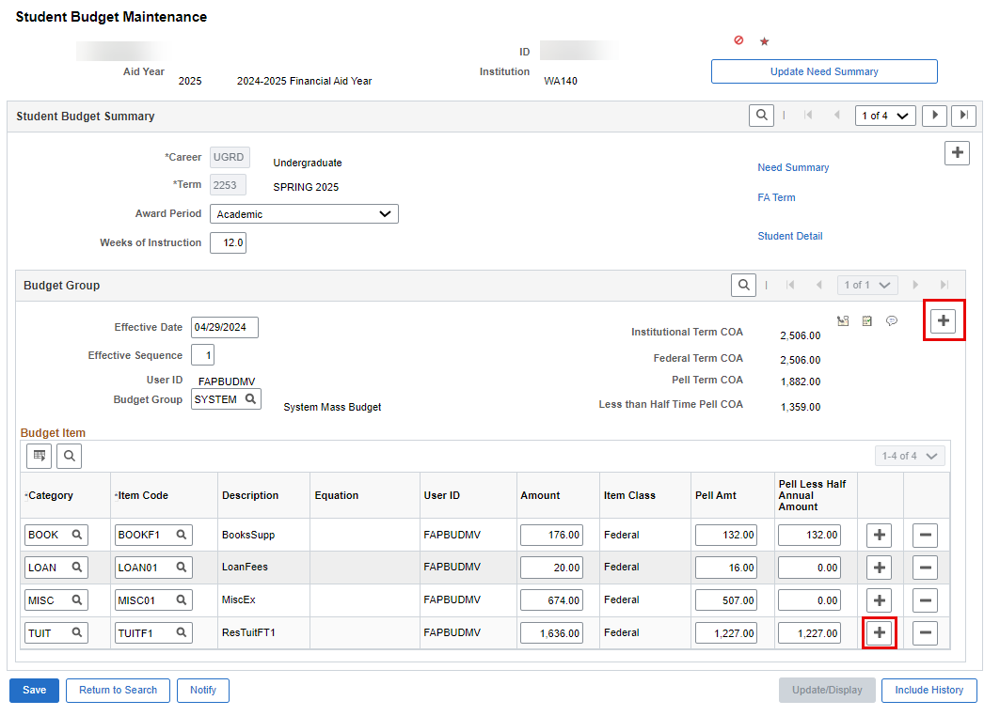 Student Budget Maintenance
ID
Aid Year 2025 2024-2025 Financial Aid Year Institution WA140
Update Need Summary
Student Budget Summary 1 of 4
*Career UGRD Undergraduate
Need Summary
*Term 2253 SPRING 2025
FA Term
Award Period Academic
Student Detail
Weeks of Instruction 12.0
Budget Group 1 of 1
Effective Date 04/29/2024
Institutional Term COA 2,506.00
Effective Sequence 1
Federal Term COA 2,506.00
User ID FAPBUDMV
Pell Term COA 1,882.00
Budget Group SYSTEM System Mass Budget
Less than Half Time Pell COA 1,359.00
Budget Item
1-4 of 4
*Category *Item Code Description Equation User ID Amount Item Class Pell Amt Pell Less Half Annual Amount
BOOK BOOKF1 BooksSupp FAPBUDMV 176.00 Federal 132.00 132.00
LOAN LOAN01 LoanFees FAPBUDMV 20.00 Federal 16.00 0.00
MISC MISC01 MiscEx FAPBUDMV 674.00 Federal 507.00 0.00
TUIT TUITF1 ResTuitFT1 FAPBUDMV 1,636.00 Federal 1,227.00 1,227.00
Save Return to Search Notify Update/Display Include History